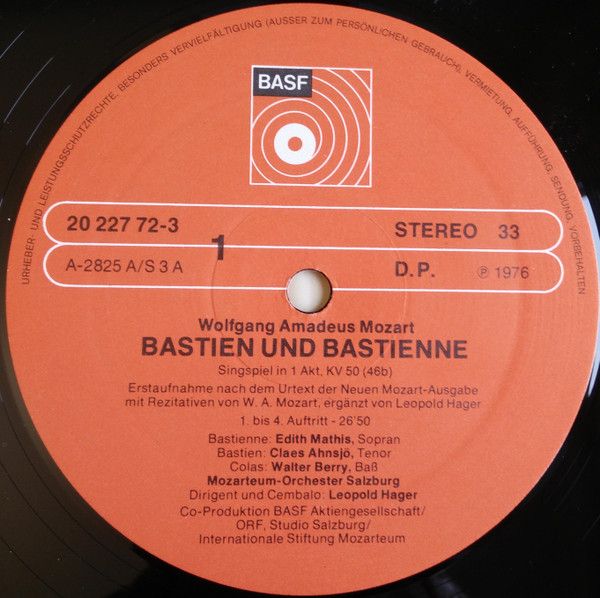 URHEBER- UND LEISTUNGSSCHUTZRECHTE, BESONDERS VERVIELFÄLTIGUNG (AUSSER ZUM PERSÖNLICHEN GEBRAUCH), VERMIETUNG, AUFFÜHRUNG, SENDUNG, VORBEHALTEN
BASF
20 227 72-3
1
STEREO 33
A-2825 A/S 3 A
D.P. ℗ 1976
Wolfgang Amadeus Mozart
BASTIEN UND BASTIENNE
Singspiel in 1 Akt, KV 50 (46b)
Erstaufnahme nach dem Urtext der Neuen Mozart-Ausgabe
mit Rezitativen von W. A. Mozart, ergänzt von Leopold Hager
1. bis 4. Auftritt - 26'50
Bastienne: Edith Mathis, Sopran
Bastien: Claes Ahnsjö, Tenor
Colas: Walter Berry, Baß
Mozarteum-Orchester Salzburg
Dirigent und Cembalo: Leopold Hager
Co-Produktion BASF Aktiengesellschaft/
ORF, Studio Salzburg/
Internationale Stiftung Mozarteum